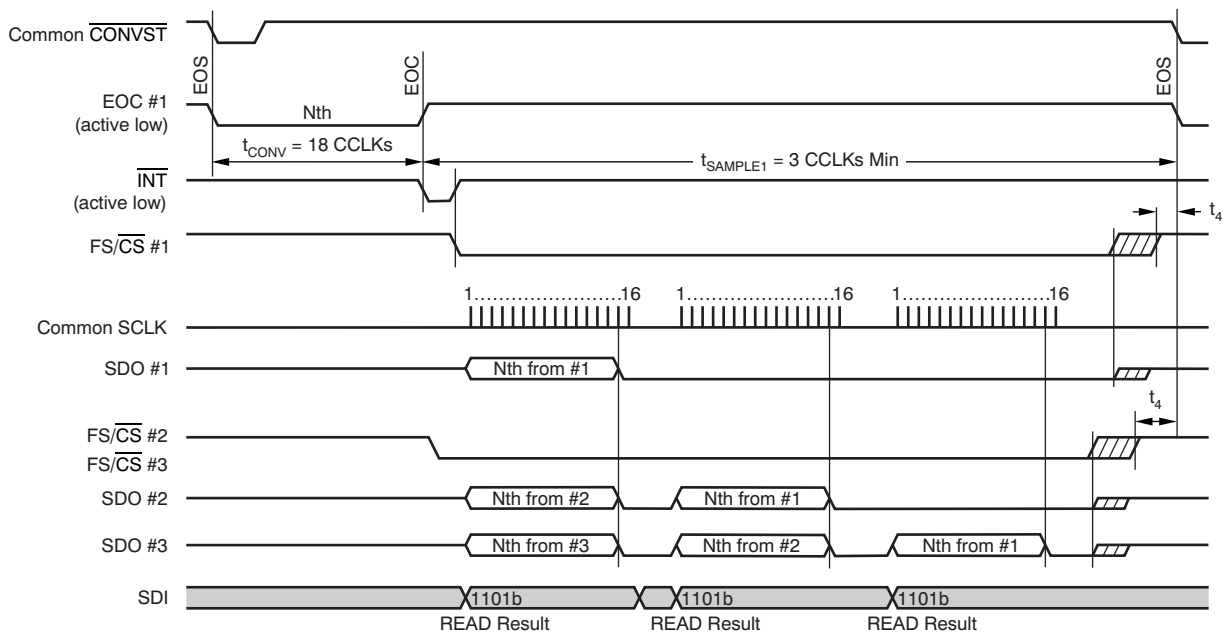 Common CONVST
EOS
EOC
EOS
EOC #1
(active low)
Nth
tCONV = 18 CCLKs
tSAMPLE1 = 3 CCLKs Min
INT
(active low)
t4
FS/CS #1
1.......................16
1.......................16
1.......................16
Common SCLK
SDO #1
Nth from #1
t4
FS/CS #2
FS/CS #3
SDO #2
Nth from #2
Nth from #1
SDO #3
Nth from #3
Nth from #2
Nth from #1
SDI
1101b
1101b
1101b
READ Result
READ Result
READ Result